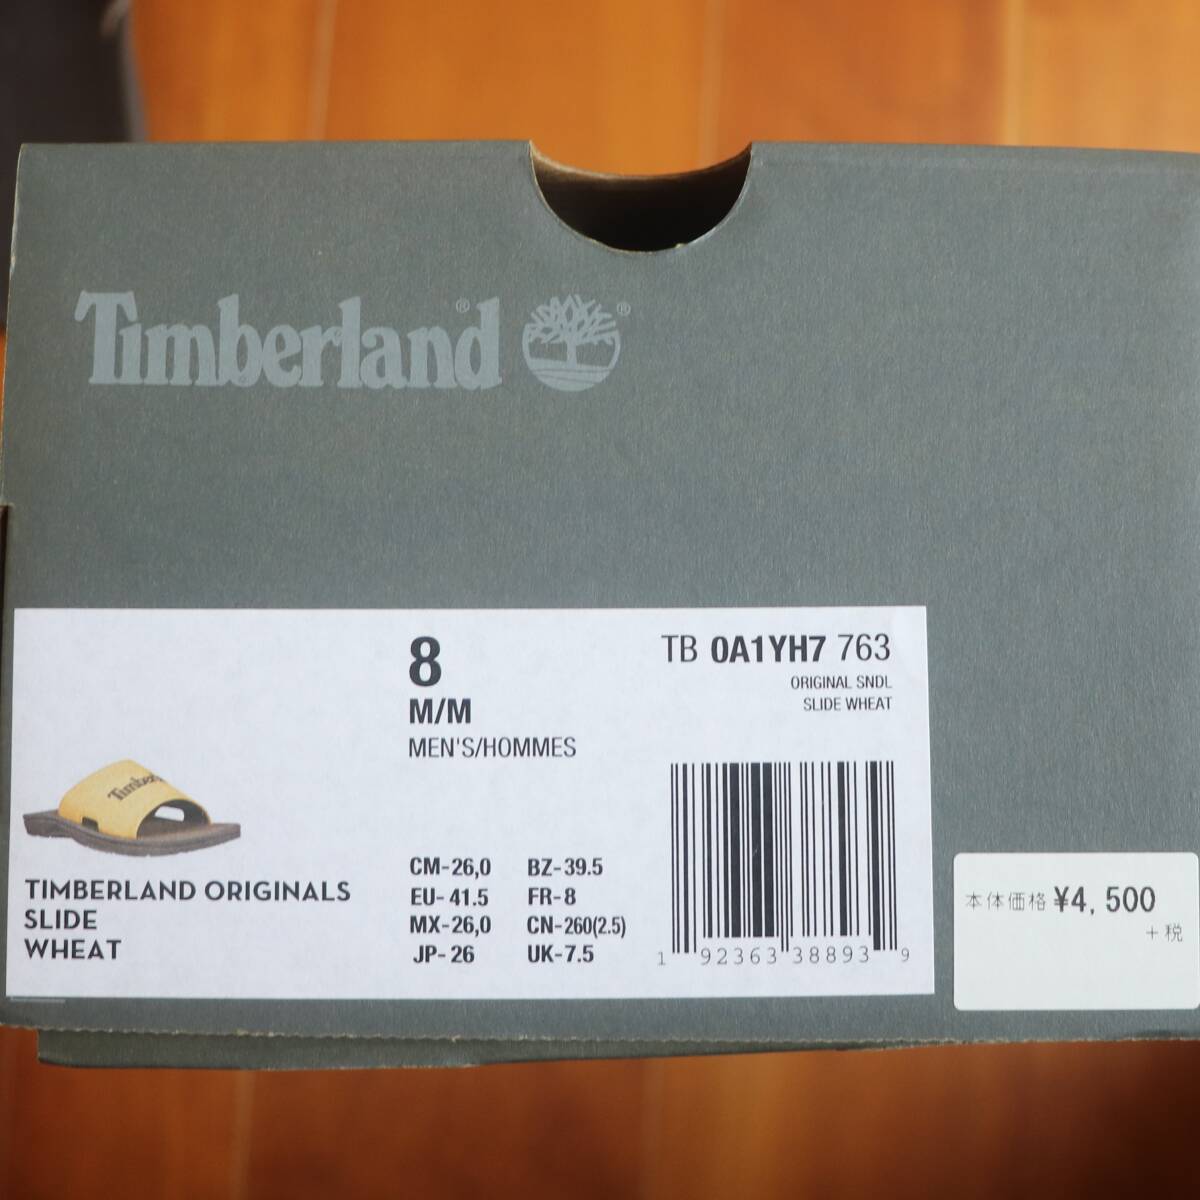 Timberland® ®
8
M/M
MEN'S/HOMMES
TB 0A1YH7 763
ORIGINAL SNDL
SLIDE WHEAT
TIMBERLAND ORIGINALS
SLIDE
WHEAT
CM-26,0 BZ-39.5
EU- 41.5 FR-8
MX-26,0 CN-260(2.5)
JP- 26 UK-7.5
1 92363 38893 9
本体価格 ¥4,500
+税